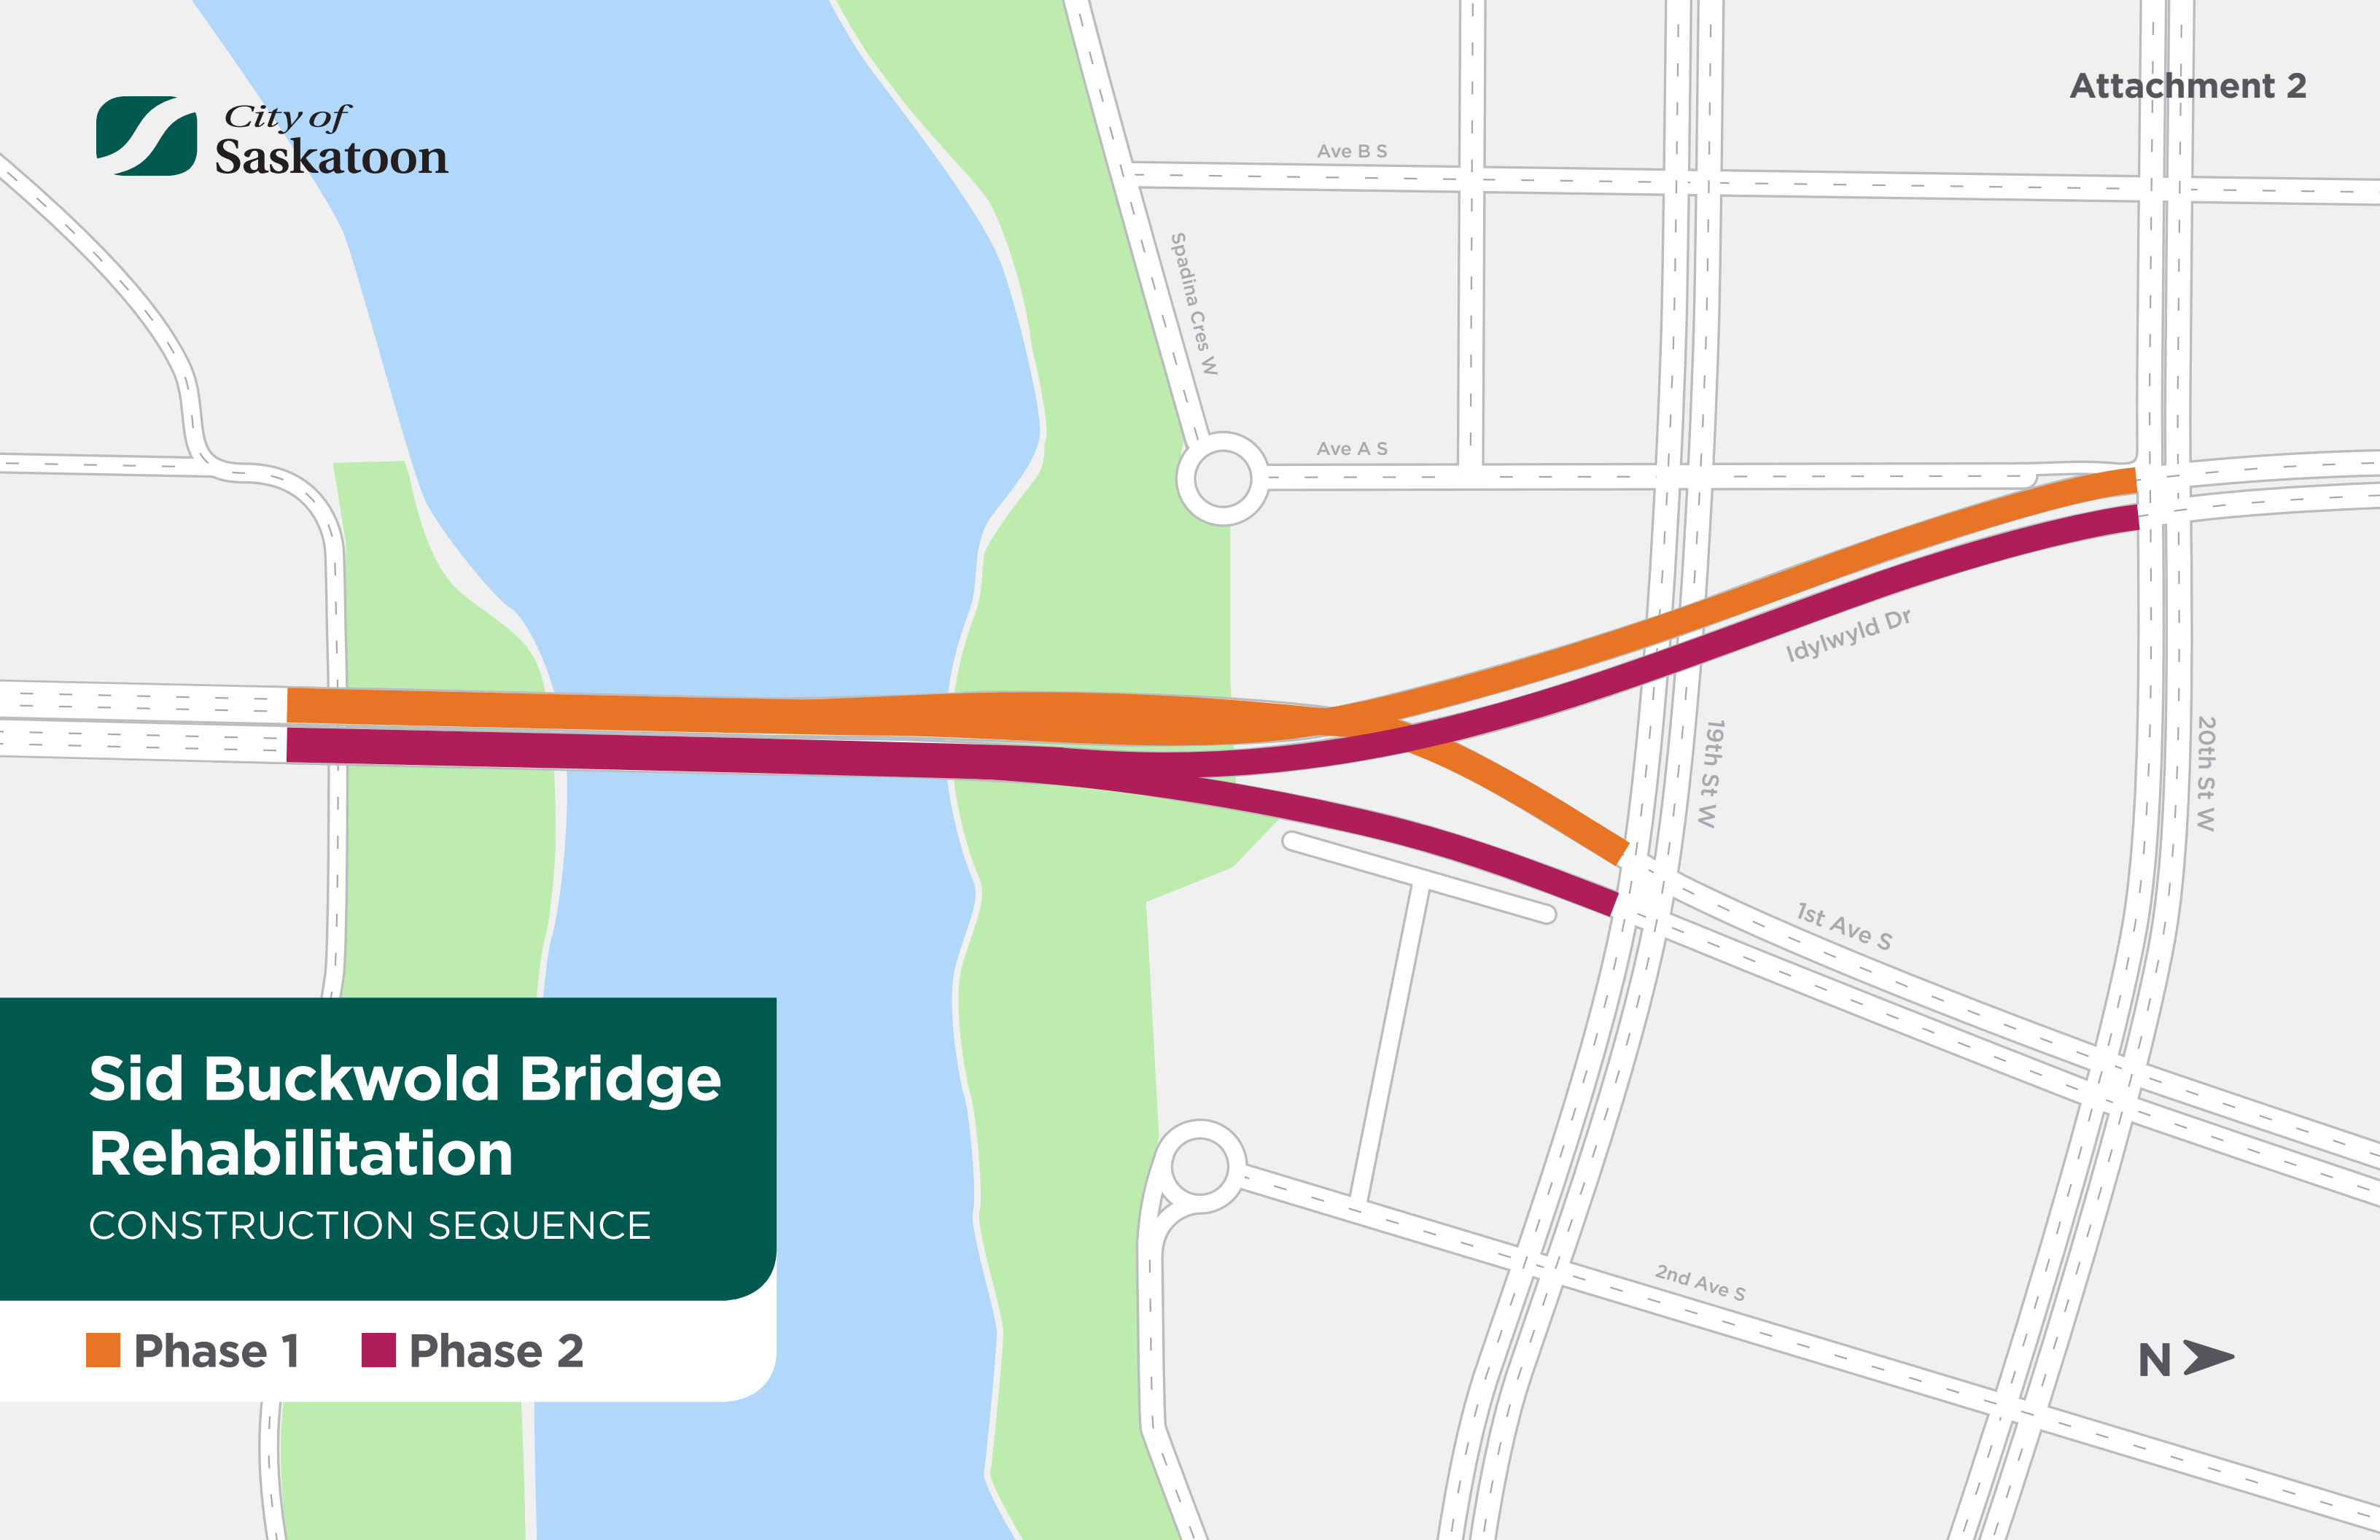 City of
Saskatoon
Attachment 2
Ave B S
Spadina Cres W
Ave A S
Idylwyld Dr
19th St W
20th St W
1st Ave S
2nd Ave S
Sid Buckwold Bridge
Rehabilitation
CONSTRUCTION SEQUENCE
Phase 1 Phase 2
N